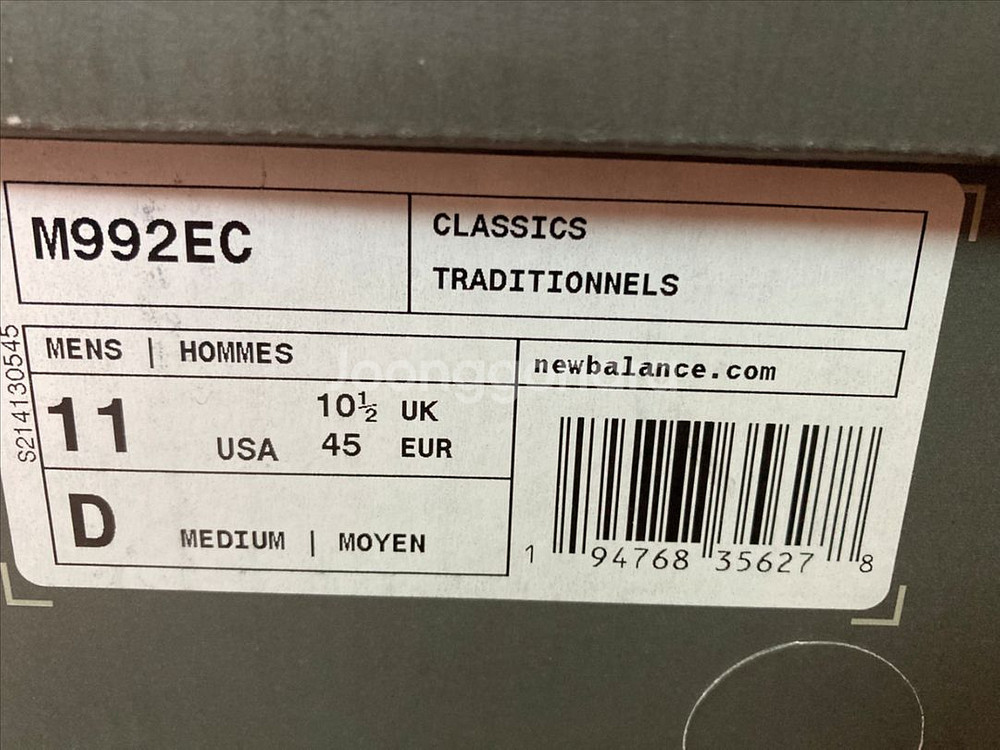 M992EC
CLASSICS
TRADITIONNELS
S214130545
MENS | HOMMES
newbalance.com
11 USA
10½ UK
45 EUR
D MEDIUM | MOYEN
1 94768 35627 8